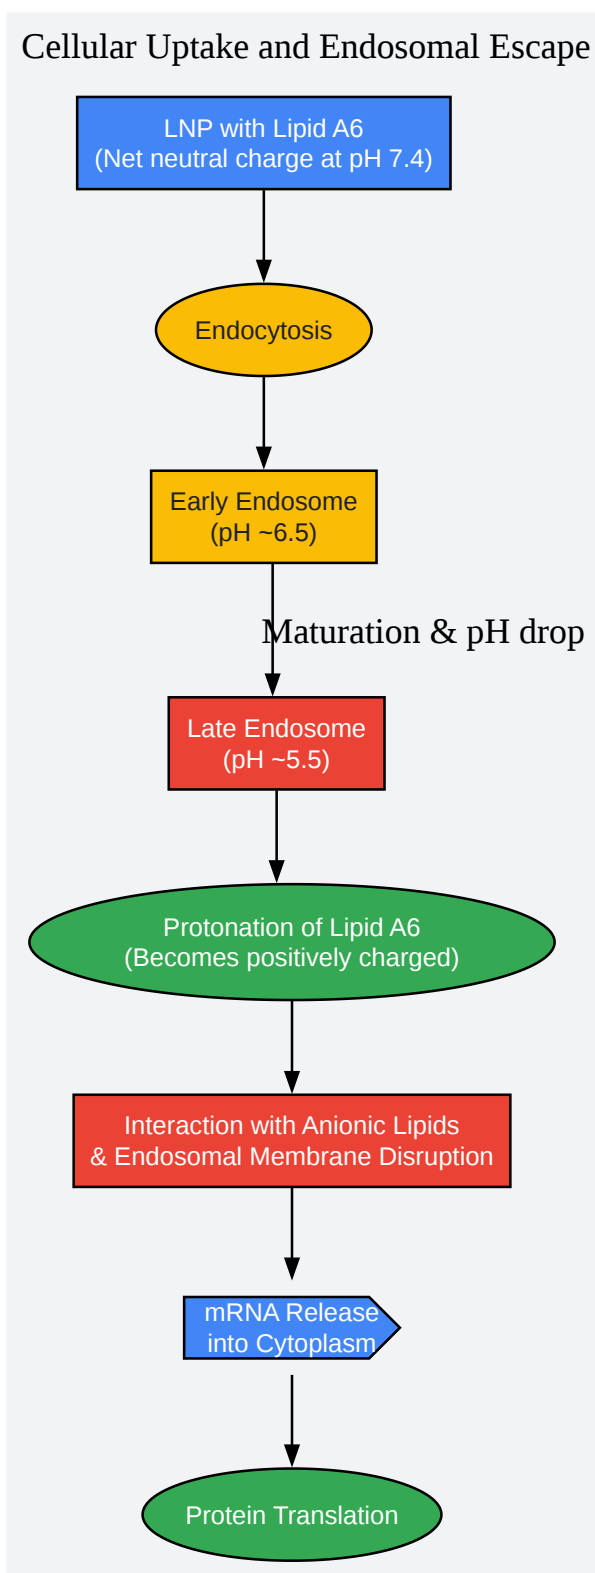 Cellular Uptake and Endosomal Escape
LNP with Lipid A6
(Net neutral charge at pH 7.4)
Endocytosis
Early Endosome
(pH ~6.5)
Maturation & pH drop
Late Endosome
(pH ~5.5)
Protonation of Lipid A6
(Becomes positively charged)
Interaction with Anionic Lipids
& Endosomal Membrane Disruption
mRNA Release
into Cytoplasm
Protein Translation